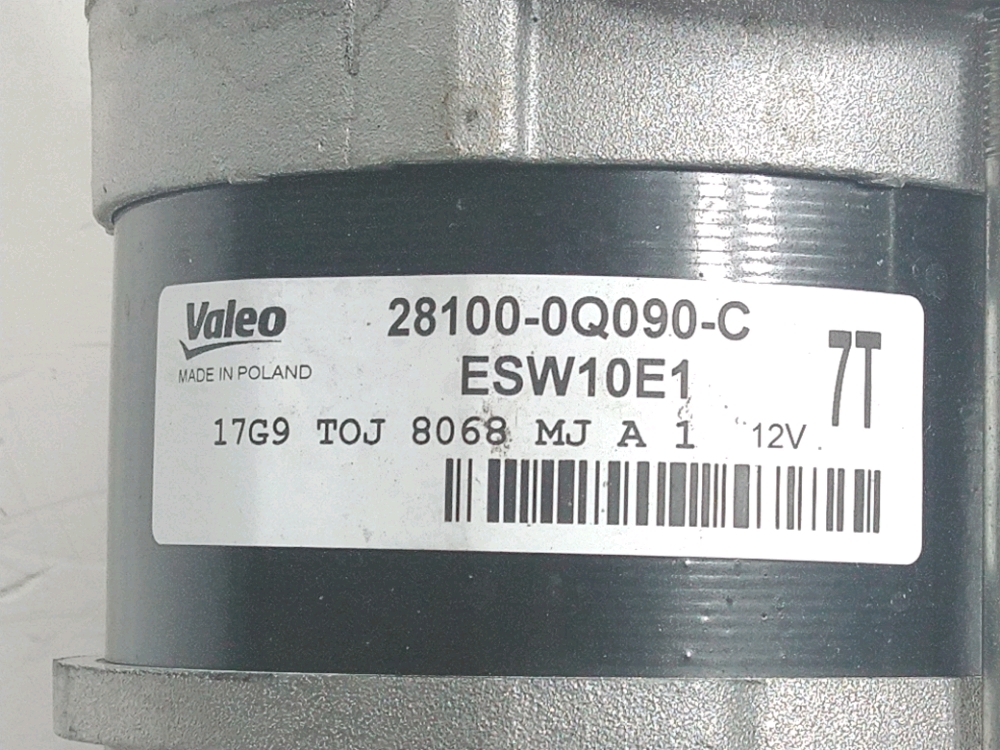 Valeo 28100-0Q090-C
MADE IN POLAND ESW10E1 7T
17G9 TOJ 8068 MJ A 1 12V